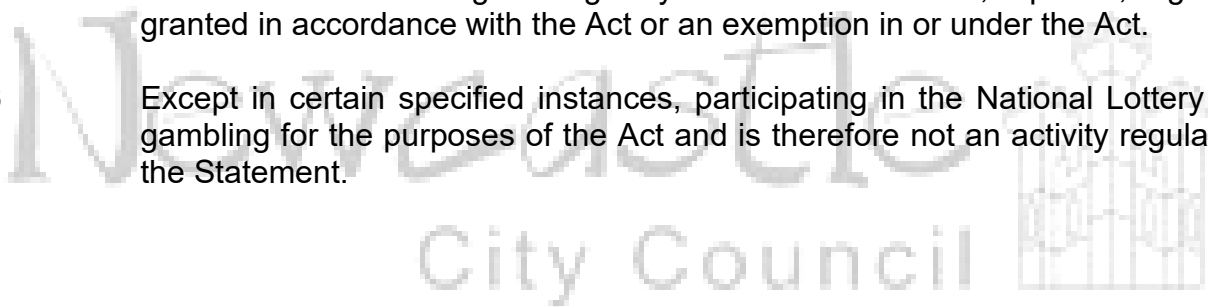 granted in accordance with the Act or an exemption in or under the Act.
Except in certain specified instances, participating in the National Lottery
gambling for the purposes of the Act and is therefore not an activity regula
the Statement.
Newcastle
City Council